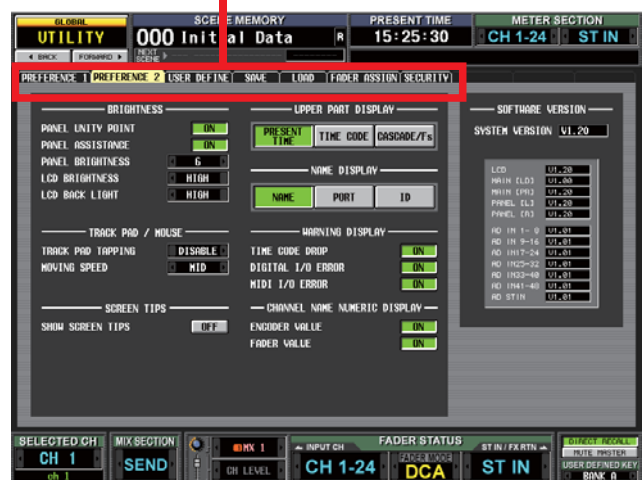 GLOBAL
UTILITY
BACK
FORWARD
SCENE MEMORY
000 Initial Data R
NEXT SCENE
PRESENT TIME
15:25:30
METER SECTION
CH 1-24 ST IN
PREFERENCE 1 PREFERENCE 2 USER DEFINE SAVE LOAD FADER ASSIGN SECURITY
BRIGHTNESS
PANEL UNITY POINT ON
PANEL ASSISTANCE ON
PANEL BRIGHTNESS 6
LCD BRIGHTNESS HIGH
LCD BACK LIGHT HIGH
TRACK PAD / MOUSE
TRACK PAD TAPPING DISABLE
MOVING SPEED MID
SCREEN TIPS
SHOW SCREEN TIPS OFF
UPPER PART DISPLAY
PRESENT TIME TIME CODE CASCADE/Fs
NAME DISPLAY
NAME PORT ID
WARNING DISPLAY
TIME CODE DROP ON
DIGITAL I/O ERROR ON
MIDI I/O ERROR ON
CHANNEL NAME NUMERIC DISPLAY
ENCODER VALUE ON
FADER VALUE ON
SOFTWARE VERSION
SYSTEM VERSION V1.20
LCD V1.20
MAIN [LD] V1.00
MAIN [PR] V1.20
PANEL [L] V1.20
PANEL [R] V1.20
AD IN 1- 8 V1.01
AD IN 9-16 V1.01
AD IN17-24 V1.01
AD IN25-32 V1.01
AD IN33-40 V1.01
AD IN41-48 V1.01
AD STIN V1.01
SELECTED CH
CH 1
ch 1
MIX SECTION
SEND
MX 1
CH LEVEL
FADER STATUS
INPUT CH
CH 1-24
FADER MODE
DCA
ST IN / FX RTN
ST IN
DIRECT RECALL
MUTE MASTER
USER DEFINED KEY
BANK A